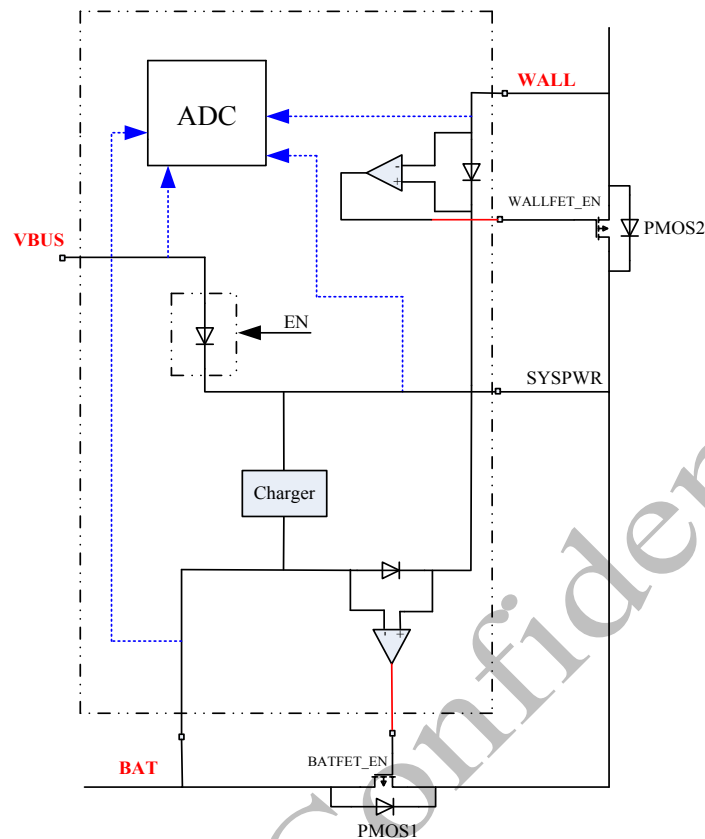 WALL
ADC
-
+
WALLFET_EN
PMOS2
VBUS
EN
SYSPWR
Charger
- +
BATFET_EN
BAT
PMOS1
Confiden